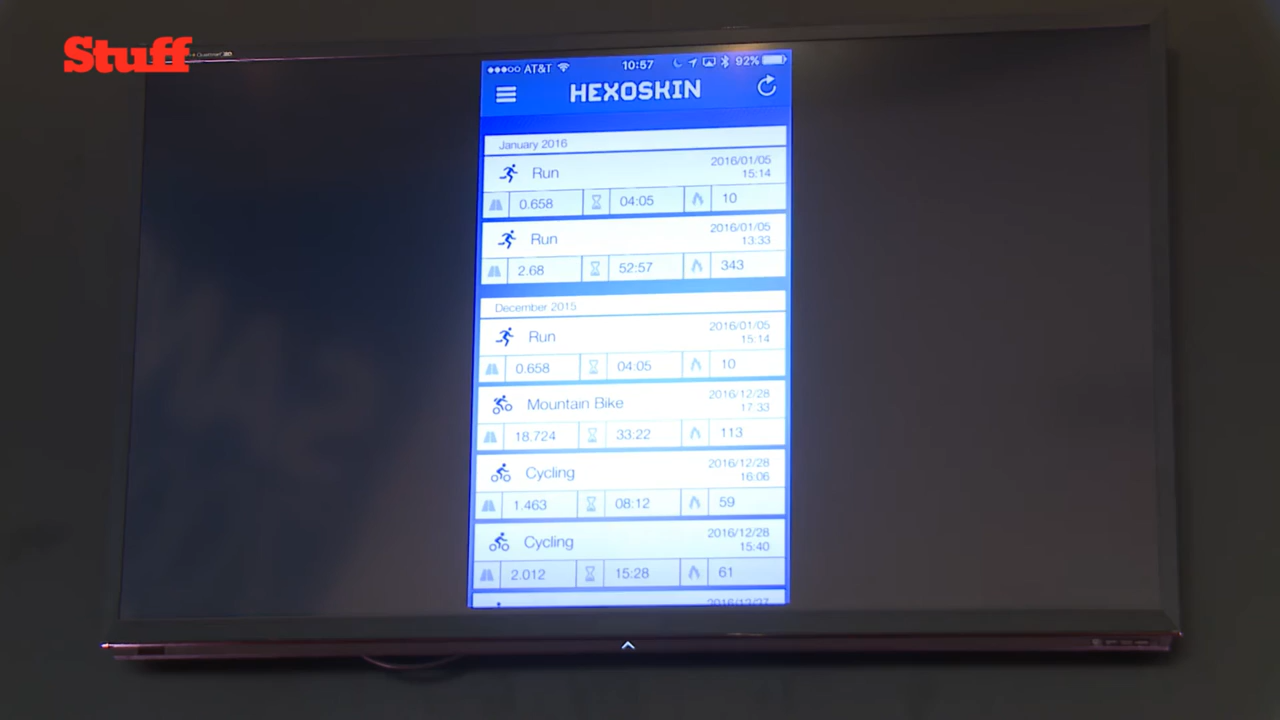 Stuff
AT&T 10:57 92%
HEXOSKIN
January 2016
Run 2016/01/05
15:14
0.658 04:05 10
Run 2016/01/05
13:33
2.68 52:57 343
December 2015
Run 2016/01/05
15:14
0.658 04:05 10
Mountain Bike 2016/12/28
17:33
18.724 33:22 113
Cycling 2016/12/28
16:06
1.463 08:12 59
Cycling 2016/12/28
15:40
2.012 15:28 61
2016/12/27